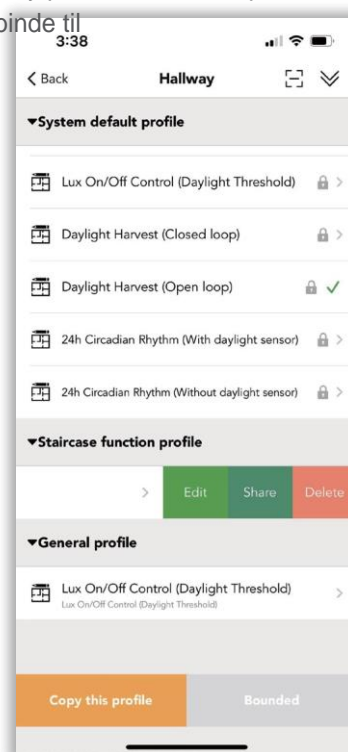 oinde til
3:38
Back
Hallway
▾System default profile
Lux On/Off Control (Daylight Threshold)
Daylight Harvest (Closed loop)
Daylight Harvest (Open loop)
24h Circadian Rhythm (With daylight sensor)
24h Circadian Rhythm (Without daylight sensor)
▾Staircase function profile
Edit Share Delete
▾General profile
Lux On/Off Control (Daylight Threshold)
Lux On/Off Control (Daylight Threshold)
Copy this profile Bounded